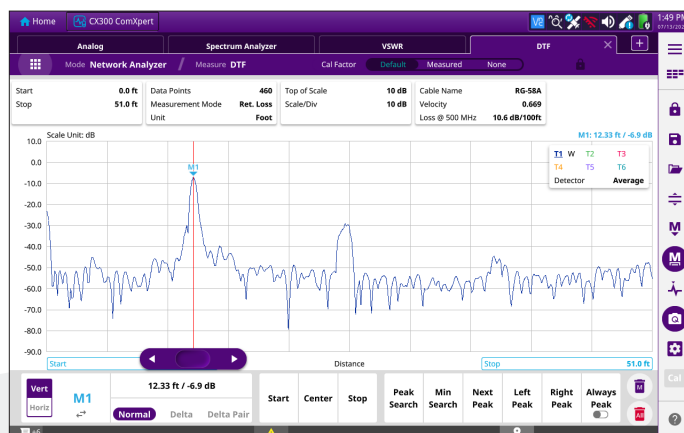 Home CX300 ComXpert V2 1:49 PM
Analog Spectrum Analyzer VSWR DTF × +
Mode Network Analyzer / Measure DTF Cal Factor Default Measured None
Start 0.0 ft Data Points 460 Top of Scale 10 dB Cable Name RG-58A
Stop 51.0 ft Measurement Mode Ret. Loss Scale/Div 10 dB Velocity 0.669
Unit Foot Loss @ 500 MHz 10.6 dB/100ft
Scale Unit: dB M1: 12.33 ft / -6.9 dB
10.0
0.0
-10.0
-20.0
-30.0
-40.0
-50.0
-60.0
-70.0
-80.0
-90.0
M1
T1 W T2 T3
T4 T5 T6
Detector Average
Start Distance Stop 51.0 ft
Vert
Horiz
M1
12.33 ft / -6.9 dB
Normal Delta Delta Pair
Start Center Stop
Peak Search
Min Search
Next Peak
Left Peak
Right Peak
Always Peak
M
All
M
M
Cal
?
+6